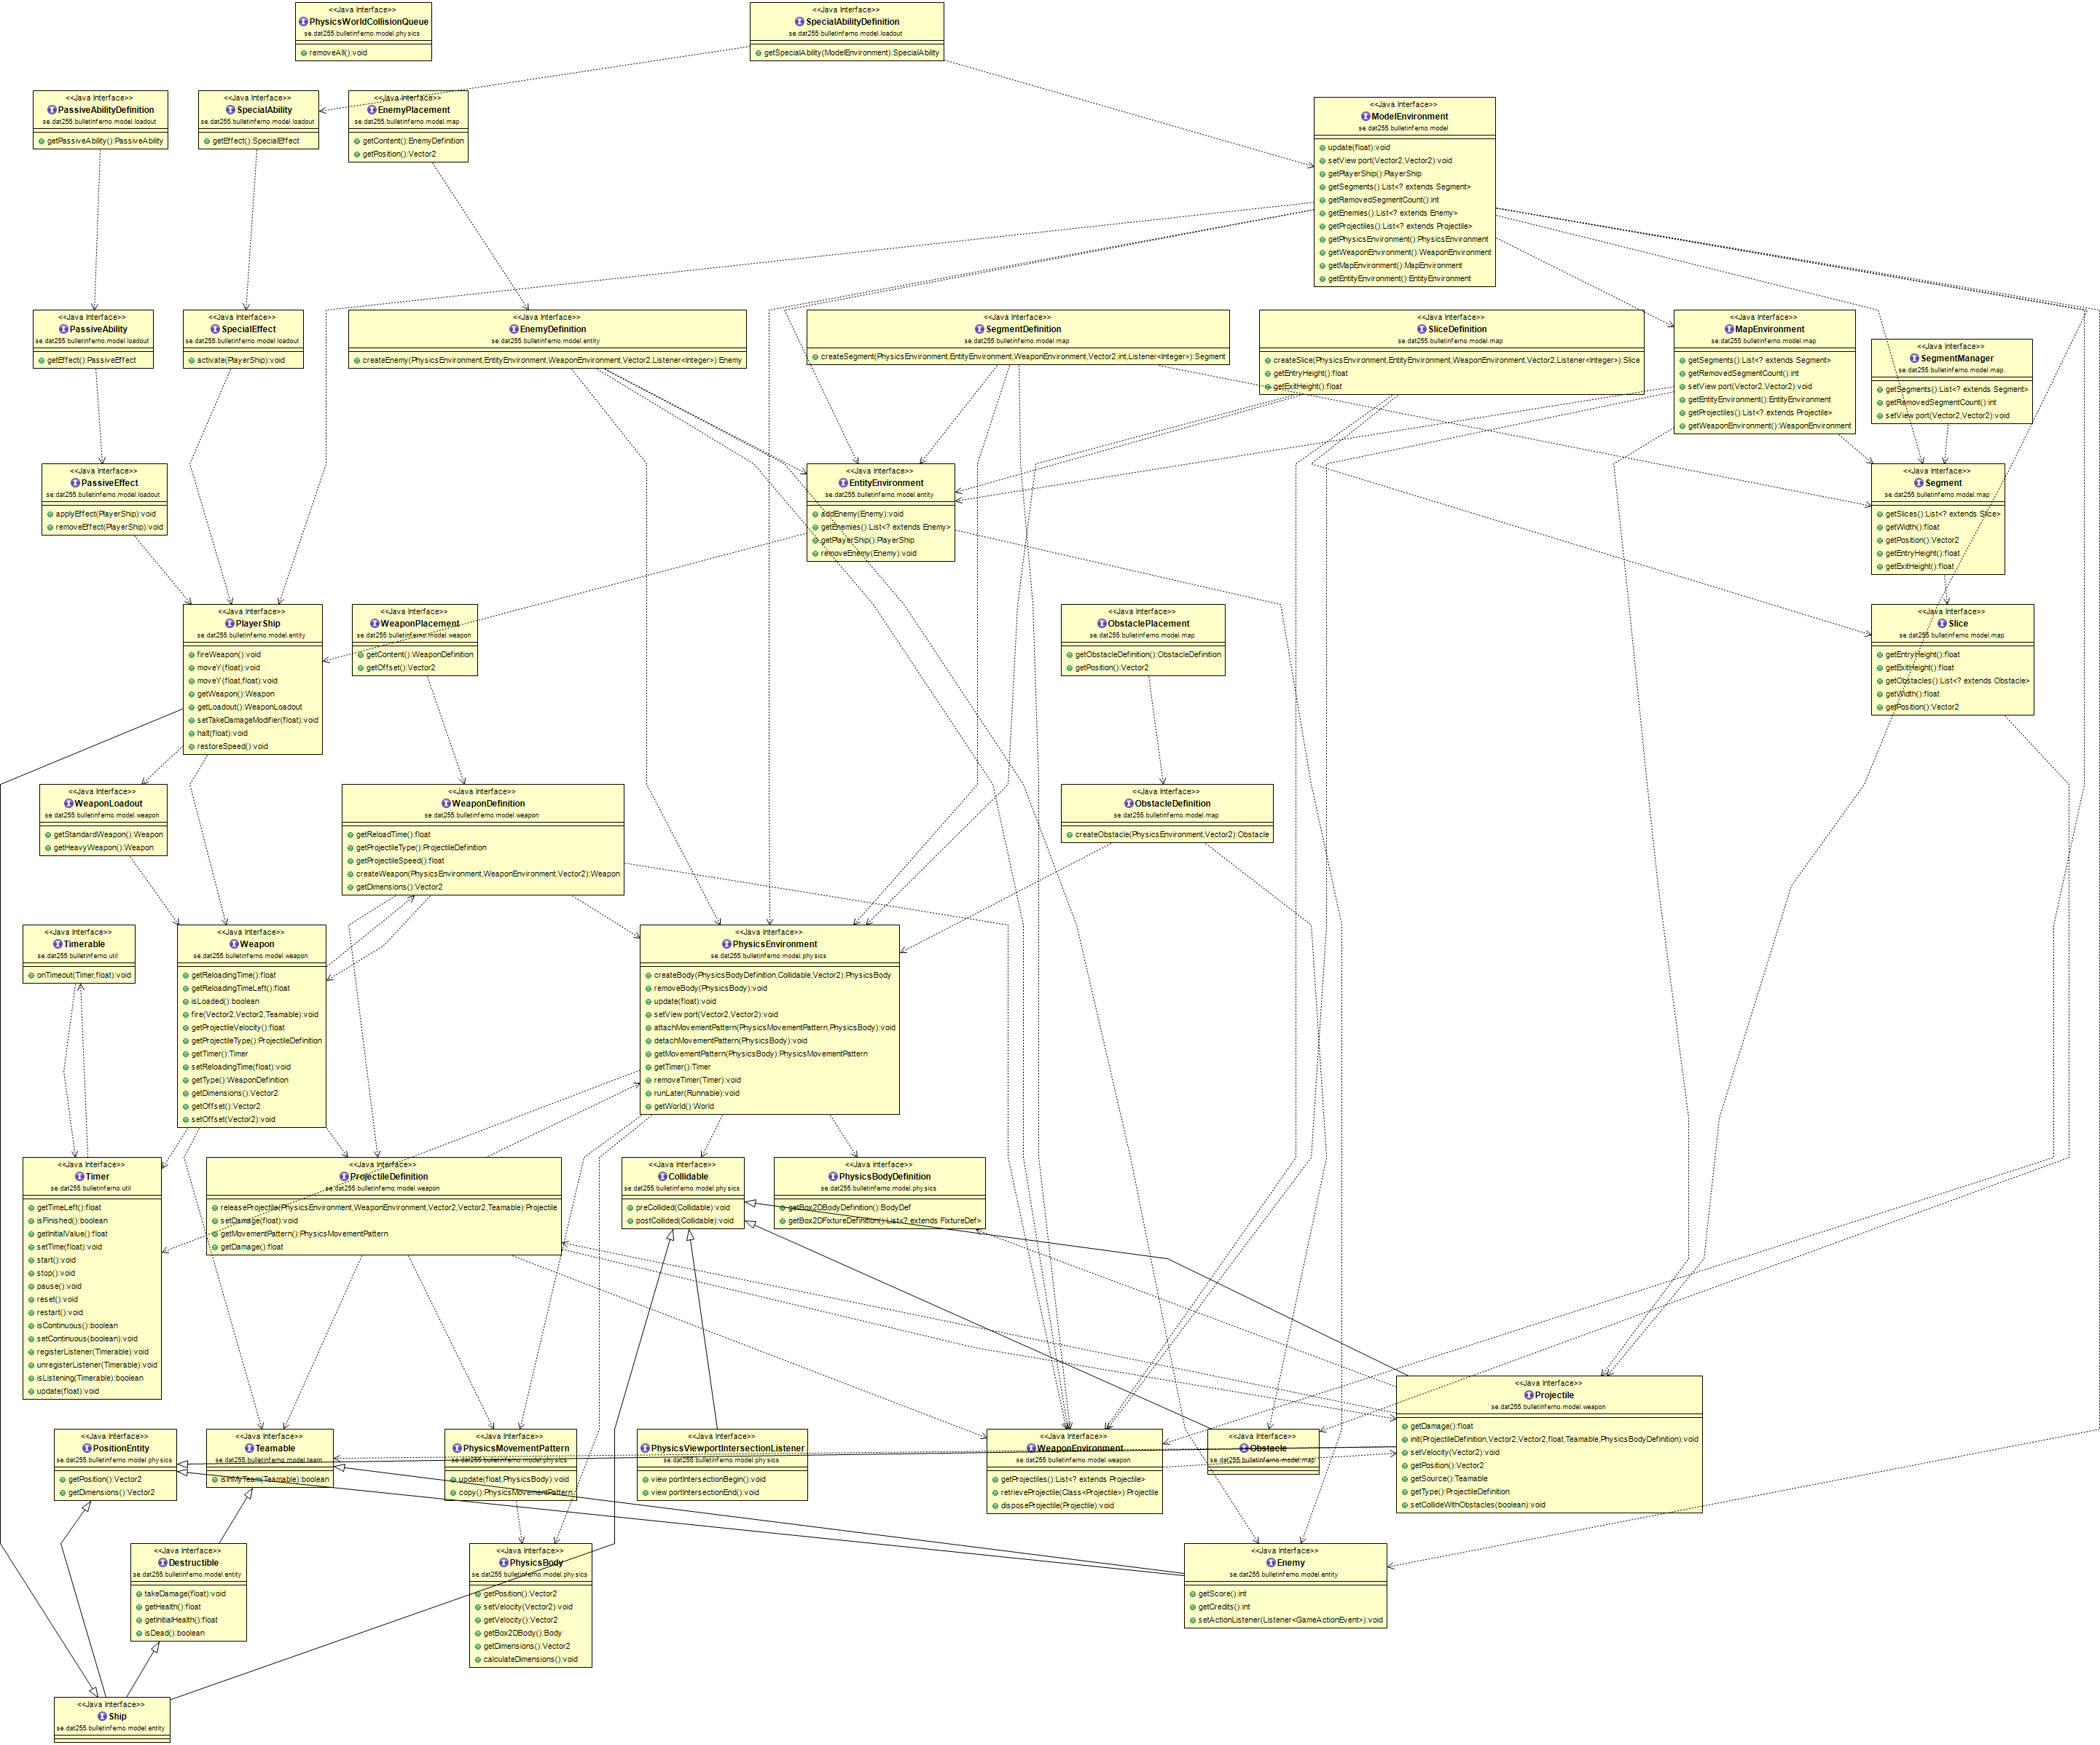 <<Java Interface>>
PhysicsWorldCollisionQueue
se.dat255.bulletinferno.model.physics
removeAll():void
<<Java Interface>>
SpecialAbilityDefinition
se.dat255.bulletinferno.model.loadout
getSpecialAbility(ModelEnvironment):SpecialAbility
<<Java Interface>>
PassiveAbilityDefinition
se.dat255.bulletinferno.model.loadout
getPassiveAbility():PassiveAbility
<<Java Interface>>
SpecialAbility
se.dat255.bulletinferno.model.loadout
getEffect():SpecialEffect
<<Java Interface>>
EnemyPlacement
se.dat255.bulletinferno.model.map
getContent():EnemyDefinition
getPosition():Vector2
<<Java Interface>>
ModelEnvironment
se.dat255.bulletinferno.model
update(float):void
setView port(Vector2,Vector2):void
getPlayerShip():PlayerShip
getSegments():List<? extends Segment>
getRemovedSegmentCount():int
getEnemies():List<? extends Enemy>
getProjectiles():List<? extends Projectile>
getPhysicsEnvironment():PhysicsEnvironment
getWeaponEnvironment():WeaponEnvironment
getMapEnvironment():MapEnvironment
getEntityEnvironment():EntityEnvironment
<<Java Interface>>
PassiveAbility
se.dat255.bulletinferno.model.loadout
getEffect():PassiveEffect
<<Java Interface>>
SpecialEffect
se.dat255.bulletinferno.model.loadout
activate(PlayerShip):void
<<Java Interface>>
EnemyDefinition
se.dat255.bulletinferno.model.entity
createEnemy(PhysicsEnvironment,EntityEnvironment,WeaponEnvironment,Vector2,Listener<Integer>):Enemy
<<Java Interface>>
SegmentDefinition
se.dat255.bulletinferno.model.map
createSegment(PhysicsEnvironment,EntityEnvironment,WeaponEnvironment,Vector2,int,Listener<Integer>):Segment
<<Java Interface>>
SliceDefinition
se.dat255.bulletinferno.model.map
createSlice(PhysicsEnvironment,EntityEnvironment,WeaponEnvironment,Vector2,Listener<Integer>):Slice
getEntryHeight():float
getExitHeight():float
<<Java Interface>>
MapEnvironment
se.dat255.bulletinferno.model.map
getSegments():List<? extends Segment>
getRemovedSegmentCount():int
setView port(Vector2,Vector2):void
getEntityEnvironment():EntityEnvironment
getProjectiles():List<? extends Projectile>
getWeaponEnvironment():WeaponEnvironment
<<Java Interface>>
SegmentManager
se.dat255.bulletinferno.model.map
getSegments():List<? extends Segment>
getRemovedSegmentCount():int
setView port(Vector2,Vector2):void
<<Java Interface>>
PassiveEffect
se.dat255.bulletinferno.model.loadout
applyEffect(PlayerShip):void
removeEffect(PlayerShip):void
<<Java Interface>>
EntityEnvironment
se.dat255.bulletinferno.model.entity
addEnemy(Enemy):void
getEnemies():List<? extends Enemy>
getPlayerShip():PlayerShip
removeEnemy(Enemy):void
<<Java Interface>>
Segment
se.dat255.bulletinferno.model.map
getSlices():List<? extends Slice>
getWidth():float
getPosition():Vector2
getEntryHeight():float
getExitHeight():float
<<Java Interface>>
PlayerShip
se.dat255.bulletinferno.model.entity
fireWeapon():void
moveY(float):void
moveY(float,float):void
getWeapon():Weapon
getLoadout():WeaponLoadout
setTakeDamageModifier(float):void
halt(float):void
restoreSpeed():void
<<Java Interface>>
WeaponPlacement
se.dat255.bulletinferno.model.weapon
getContent():WeaponDefinition
getOffset():Vector2
<<Java Interface>>
ObstaclePlacement
se.dat255.bulletinferno.model.map
getObstacleDefinition():ObstacleDefinition
getPosition():Vector2
<<Java Interface>>
Slice
se.dat255.bulletinferno.model.map
getEntryHeight():float
getExitHeight():float
getObstacles():List<? extends Obstacle>
getWidth():float
getPosition():Vector2
<<Java Interface>>
WeaponLoadout
se.dat255.bulletinferno.model.weapon
getStandardWeapon():Weapon
getHeavyWeapon():Weapon
<<Java Interface>>
WeaponDefinition
se.dat255.bulletinferno.model.weapon
getReloadTime():float
getProjectileType():ProjectileDefinition
getProjectileSpeed():float
createWeapon(PhysicsEnvironment,WeaponEnvironment,Vector2):Weapon
getDimensions():Vector2
<<Java Interface>>
ObstacleDefinition
se.dat255.bulletinferno.model.map
createObstacle(PhysicsEnvironment,Vector2):Obstacle
<<Java Interface>>
Timerable
se.dat255.bulletinferno.util
onTimeout(Timer,float):void
<<Java Interface>>
Weapon
se.dat255.bulletinferno.model.weapon
getReloadingTime():float
getReloadingTimeLeft():float
isLoaded():boolean
fire(Vector2,Vector2,Teamable):void
getProjectileVelocity():float
getProjectileType():ProjectileDefinition
getTimer():Timer
setReloadingTime(float):void
getType():WeaponDefinition
getDimensions():Vector2
getOffset():Vector2
setOffset(Vector2):void
<<Java Interface>>
PhysicsEnvironment
se.dat255.bulletinferno.model.physics
createBody(PhysicsBodyDefinition,Collidable,Vector2):PhysicsBody
removeBody(PhysicsBody):void
update(float):void
setView port(Vector2,Vector2):void
attachMovementPattern(PhysicsMovementPattern,PhysicsBody):void
detachMovementPattern(PhysicsBody):void
getMovementPattern(PhysicsBody):PhysicsMovementPattern
getTimer():Timer
removeTimer(Timer):void
runLater(Runnable):void
getWorld():World
<<Java Interface>>
Timer
se.dat255.bulletinferno.util
getTimeLeft():float
isFinished():boolean
getInitialValue():float
setTime(float):void
start():void
stop():void
pause():void
reset():void
restart():void
isContinuous():boolean
setContinuous(boolean):void
registerListener(Timerable):void
unregisterListener(Timerable):void
isListening(Timerable):boolean
update(float):void
<<Java Interface>>
ProjectileDefinition
se.dat255.bulletinferno.model.weapon
releaseProjectile(PhysicsEnvironment,WeaponEnvironment,Vector2,Vector2,Teamable):Projectile
setDamage(float):void
getMovementPattern():PhysicsMovementPattern
getDamage():float
<<Java Interface>>
Collidable
se.dat255.bulletinferno.model.physics
preCollided(Collidable):void
postCollided(Collidable):void
<<Java Interface>>
PhysicsBodyDefinition
se.dat255.bulletinferno.model.physics
getBox2DBodyDefinition():BodyDef
getBox2DFixtureDefinition():List<? extends FixtureDef>
<<Java Interface>>
Projectile
se.dat255.bulletinferno.model.weapon
getDamage():float
init(ProjectileDefinition,Vector2,Vector2,float,Teamable,PhysicsBodyDefinition):void
setVelocity(Vector2):void
getPosition():Vector2
getSource():Teamable
getType():ProjectileDefinition
setCollideWithObstacles(boolean):void
<<Java Interface>>
PositionEntity
se.dat255.bulletinferno.model.physics
getPosition():Vector2
getDimensions():Vector2
<<Java Interface>>
Teamable
se.dat255.bulletinferno.model.team
isInMyTeam(Teamable):boolean
<<Java Interface>>
PhysicsMovementPattern
se.dat255.bulletinferno.model.physics
update(float,PhysicsBody):void
copy():PhysicsMovementPattern
<<Java Interface>>
PhysicsViewportIntersectionListener
se.dat255.bulletinferno.model.physics
view portIntersectionBegin():void
view portIntersectionEnd():void
<<Java Interface>>
WeaponEnvironment
se.dat255.bulletinferno.model.weapon
getProjectiles():List<? extends Projectile>
retrieveProjectile(Class<Projectile>):Projectile
disposeProjectile(Projectile):void
<<Java Interface>>
Obstacle
se.dat255.bulletinferno.model.map
<<Java Interface>>
Destructible
se.dat255.bulletinferno.model.entity
takeDamage(float):void
getHealth():float
getInitialHealth():float
isDead():boolean
<<Java Interface>>
PhysicsBody
se.dat255.bulletinferno.model.physics
getPosition():Vector2
setVelocity(Vector2):void
getVelocity():Vector2
getBox2DBody():Body
getDimensions():Vector2
calculateDimensions():void
<<Java Interface>>
Enemy
se.dat255.bulletinferno.model.entity
getScore():int
getCredits():int
setActionListener(Listener<GameActionEvent>):void
<<Java Interface>>
Ship
se.dat255.bulletinferno.model.entity